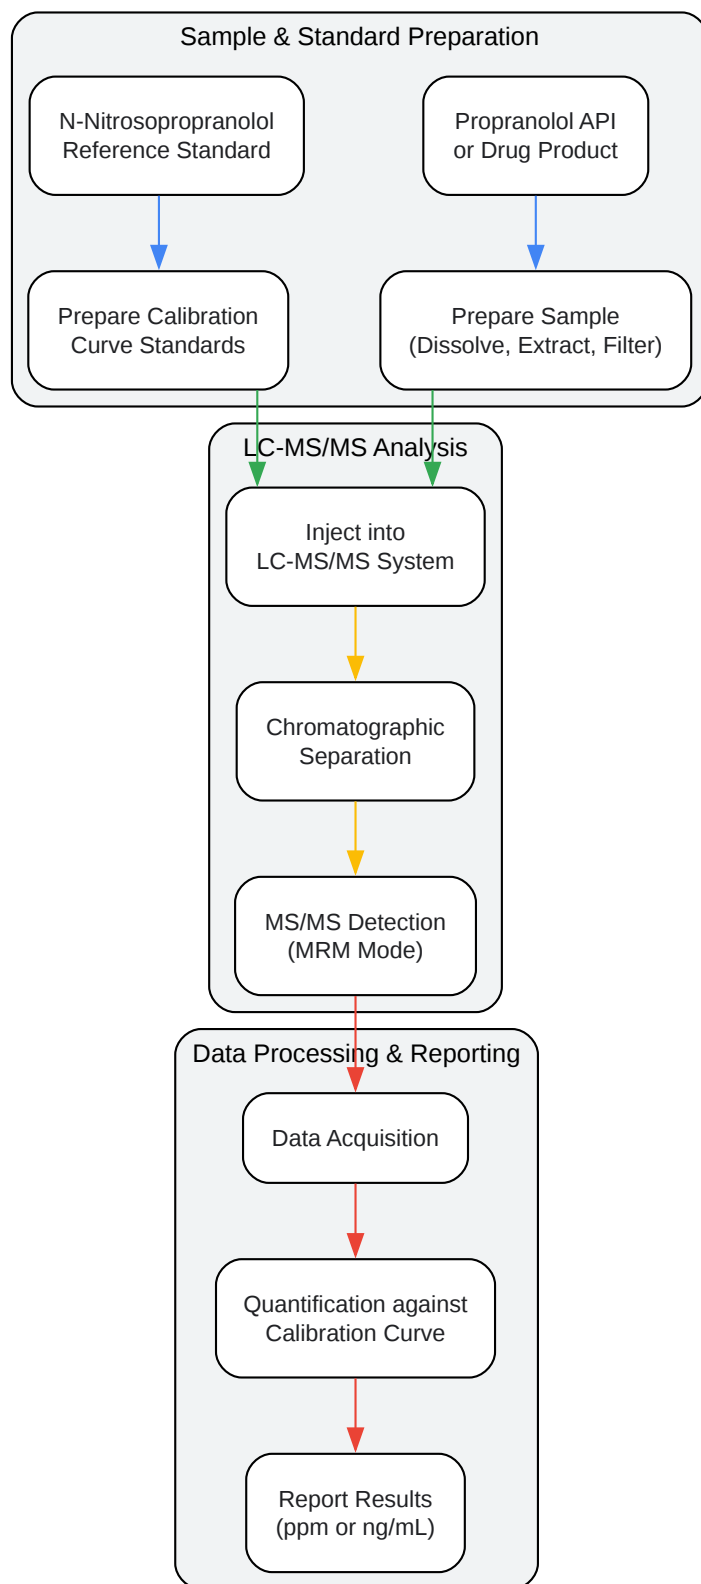 Sample & Standard Preparation
N-Nitrosopropranolol
Reference Standard
Propranolol API
or Drug Product
Prepare Calibration
Curve Standards
Prepare Sample
(Dissolve, Extract, Filter)
LC-MS/MS Analysis
Inject into
LC-MS/MS System
Chromatographic
Separation
MS/MS Detection
(MRM Mode)
Data Processing & Reporting
Data Acquisition
Quantification against
Calibration Curve
Report Results
(ppm or ng/mL)